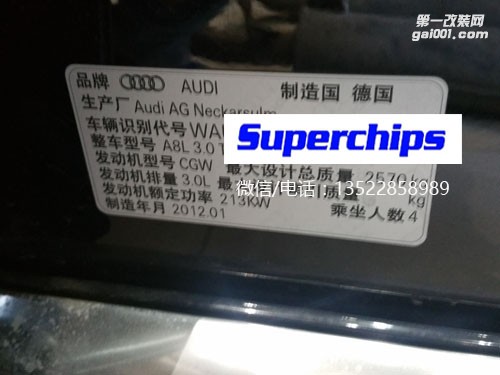 第一改装网
gai001.com
品牌 AUDI 制造国 德国
生产厂 Audi AG Neckarsulm
车辆识别代号 WAU
Superchips
整车型号 A8L 3.0
发动机型号 CGW 最大设计总质量 2570 kg
发动机排量 3.0L 质量 kg
微信/电话：13522858989
发动机额定功率 213KW 乘坐人数 4
制造年月 2012.01